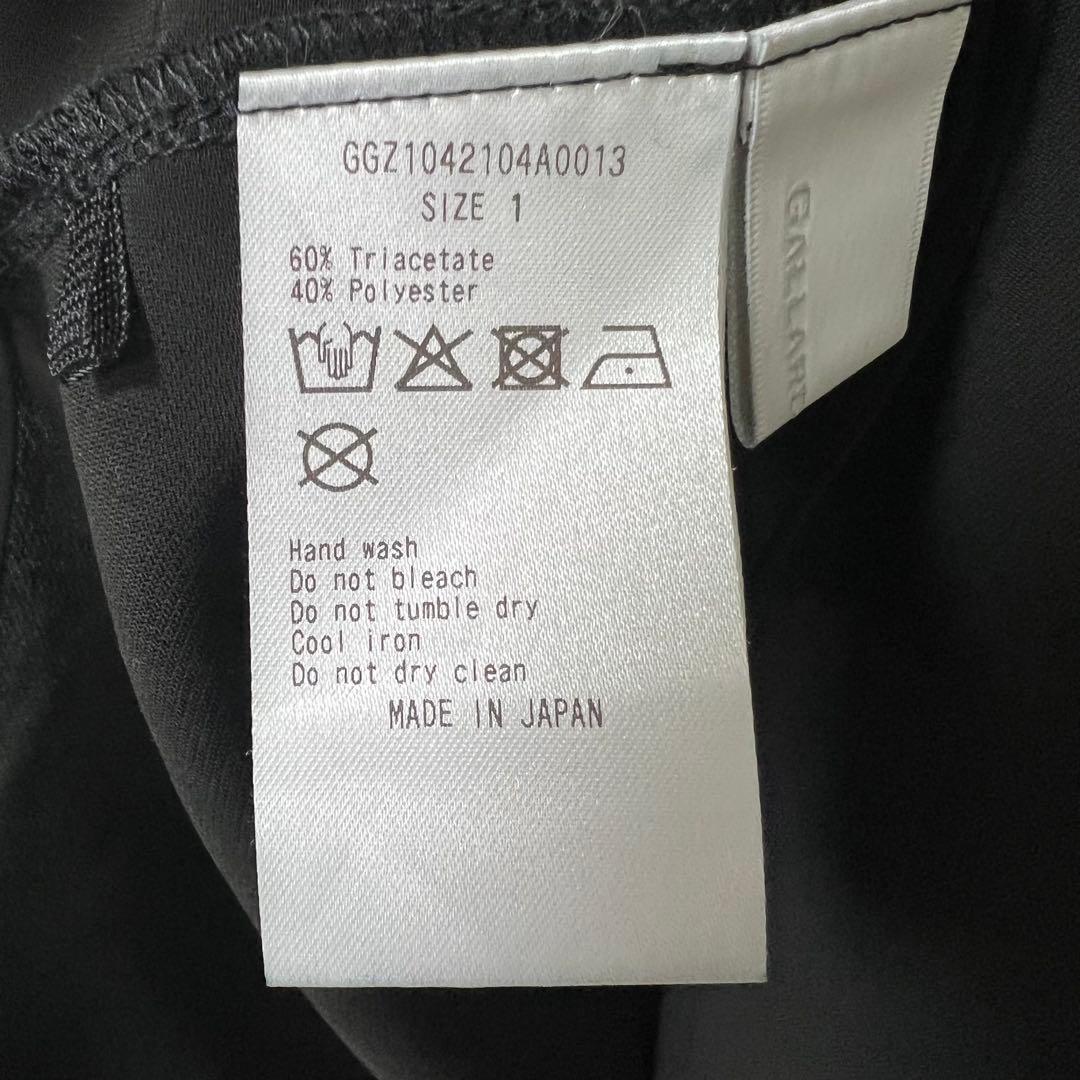 GGZ1042104A0013
SIZE 1
60% Triacetate
40% Polyester
Hand wash
Do not bleach
Do not tumble dry
Cool iron
Do not dry clean
MADE IN JAPAN